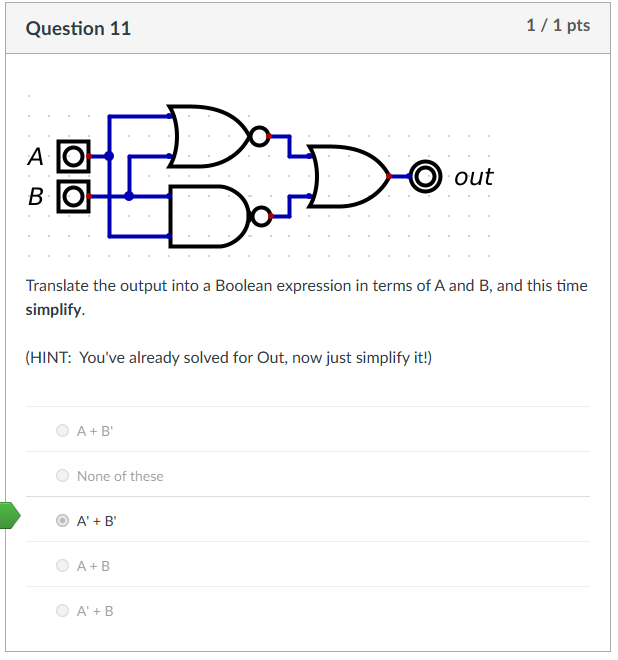 Question 11
1 / 1 pts
A
B
out
Translate the output into a Boolean expression in terms of A and B, and this time
simplify.
(HINT: You've already solved for Out, now just simplify it!)
A + B'
None of these
A' + B'
A + B
A' + B